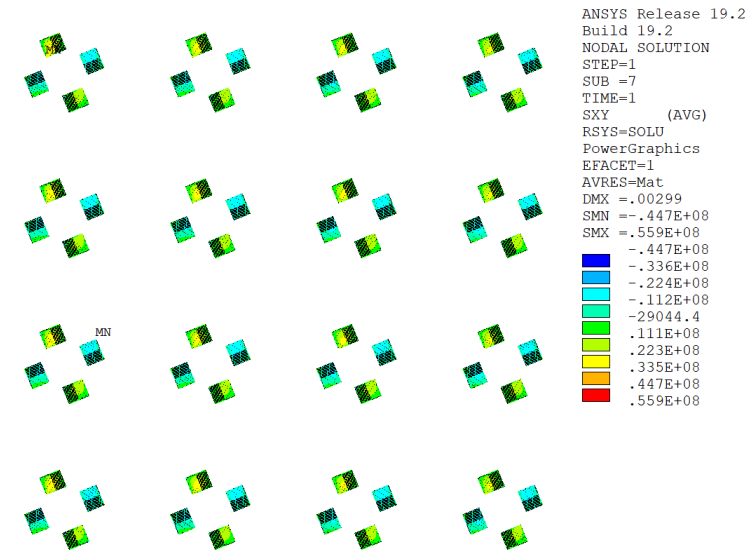 ANSYS Release 19.2
Build 19.2
NODAL SOLUTION
STEP=1
SUB =7
TIME=1
SXY (AVG)
RSYS=SOLU
PowerGraphics
EFACET=1
AVRES=Mat
DMX =.00299
SMN =-.447E+08
SMX =.559E+08
-.447E+08
-.336E+08
-.224E+08
-.112E+08
-29044.4
.111E+08
.223E+08
.335E+08
.447E+08
.559E+08
MN